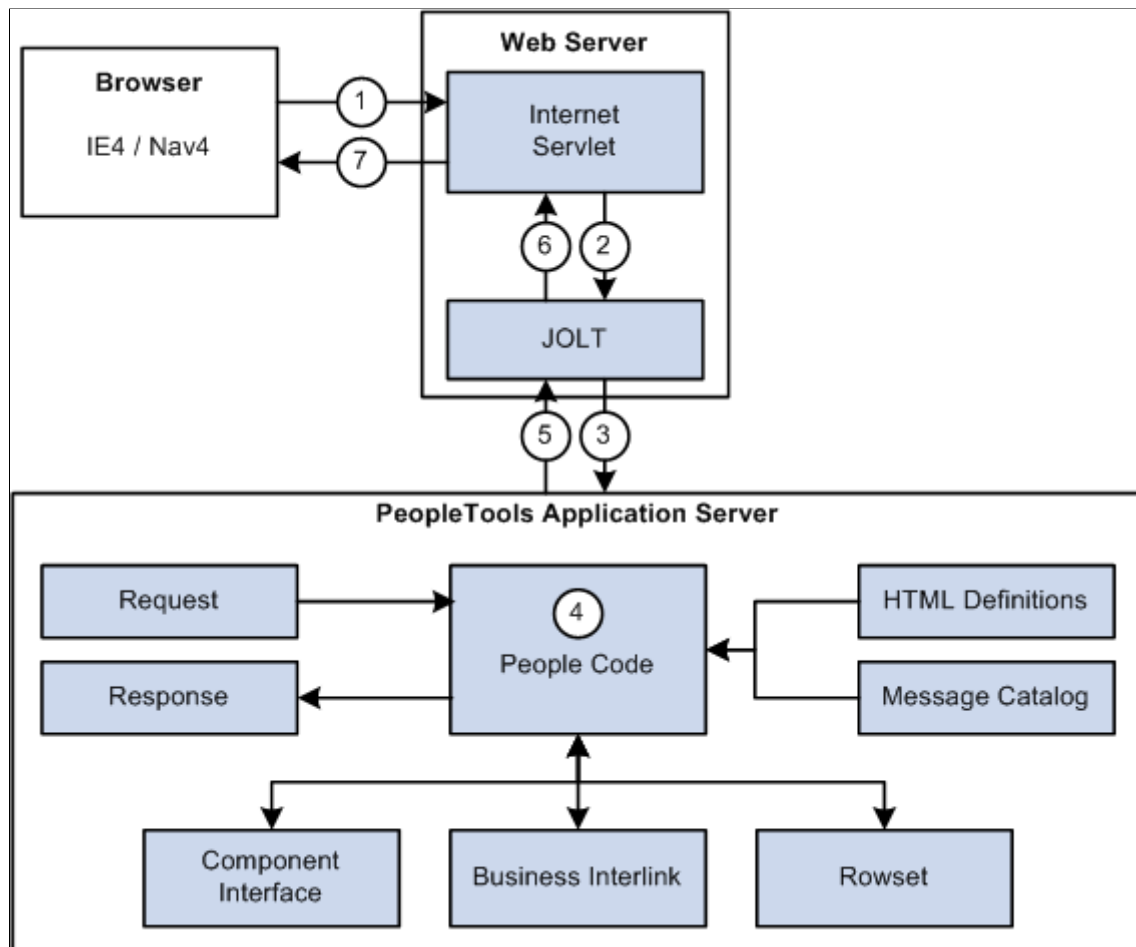 Web Server
Browser
IE4 / Nav4
1
7
Internet
Servlet
6
2
JOLT
5
3
PeopleTools Application Server
Request
4
HTML Definitions
People Code
Response
Message Catalog
Component
Interface
Business Interlink
Rowset